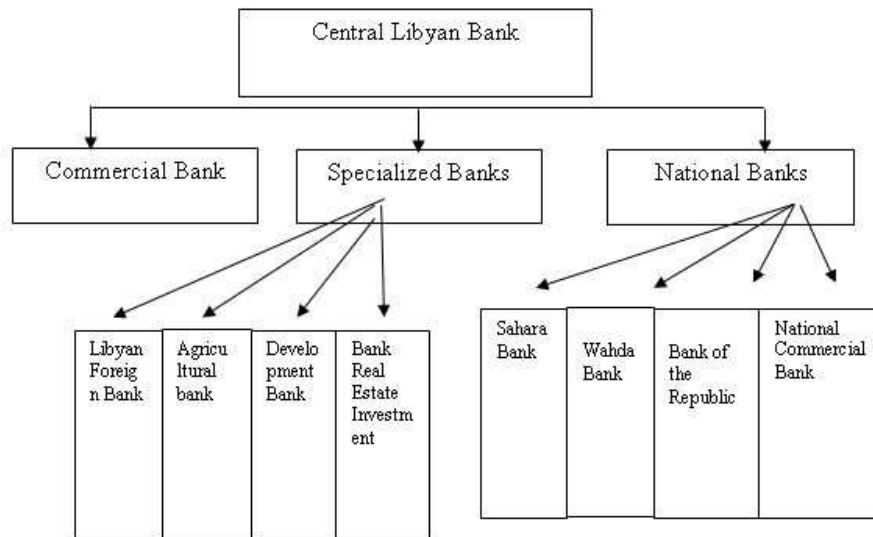 Central Libyan Bank
Commercial Bank
Specialized Banks
National Banks
Libyan
Foreig
n Bank
Agricu
ltural
bank
Develo
pment
Bank
Bank
Real
Estate
Investm
ent
Sahara
Bank
Wahda
Bank
Bank of
the
Republic
National
Commercial
Bank